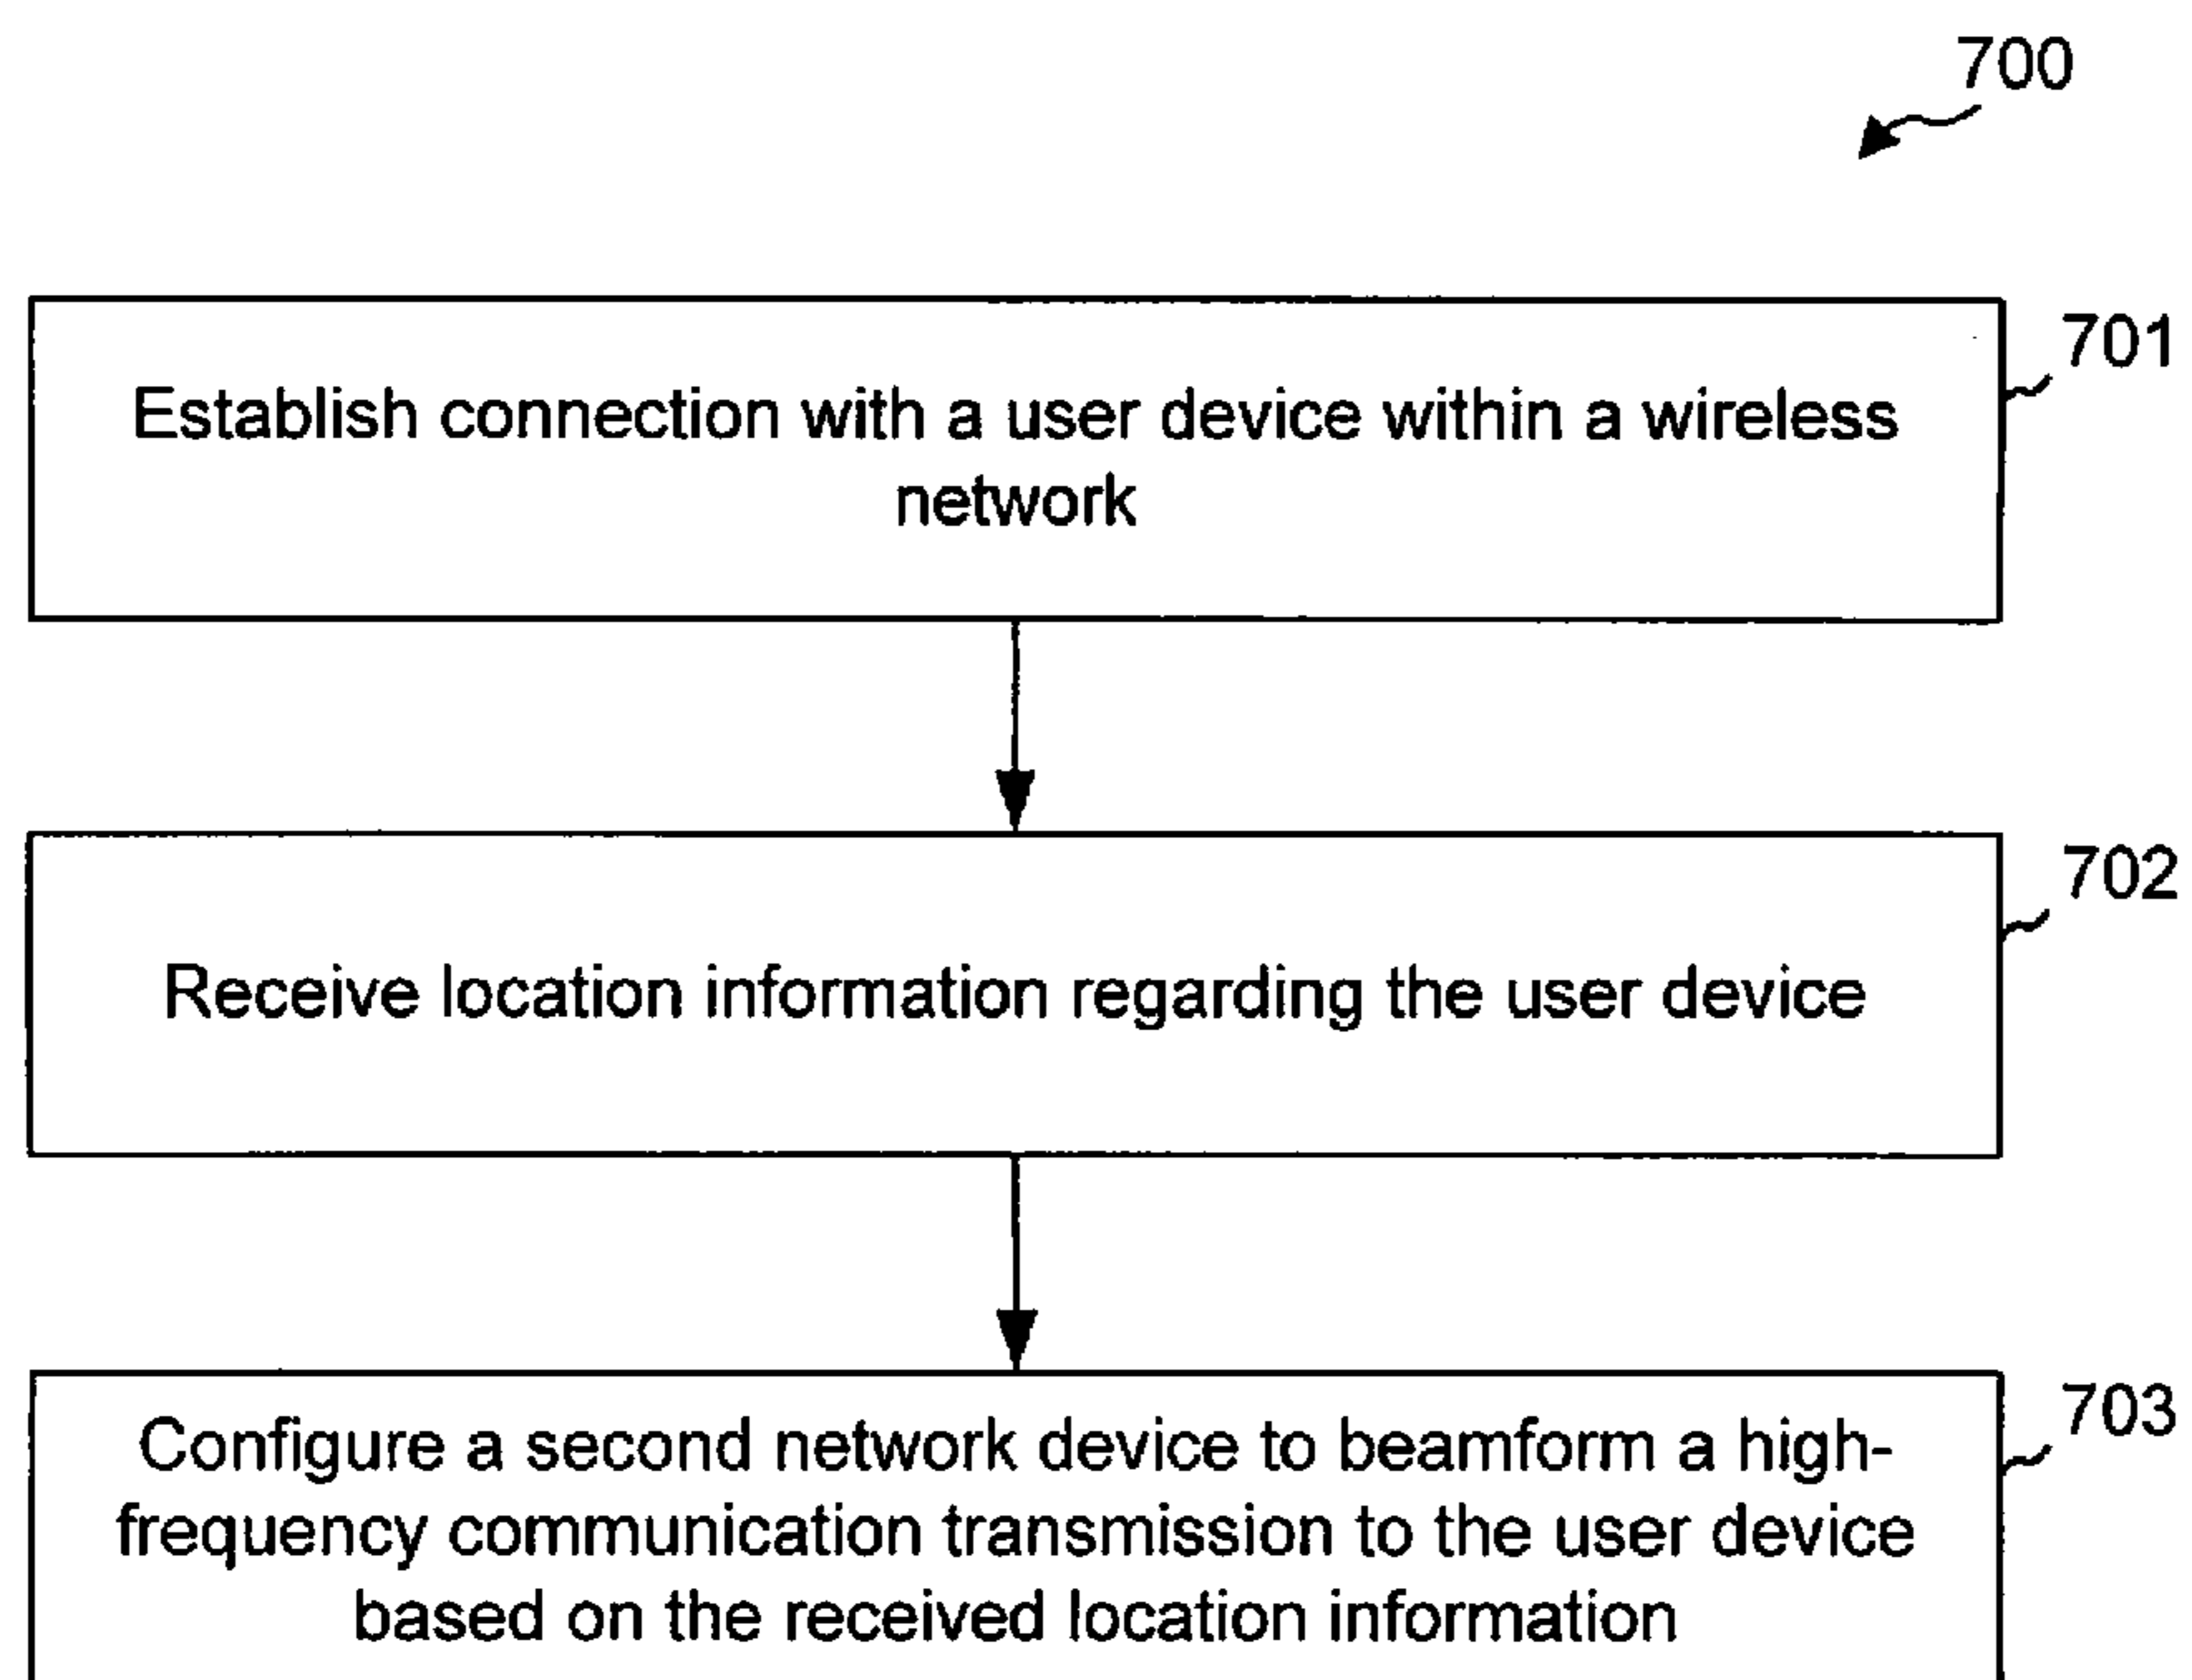 700
701
Establish connection with a user device within a wireless
network
702
Receive location information regarding the user device
703
Configure a second network device to beamform a high-
frequency communication transmission to the user device
based on the received location information